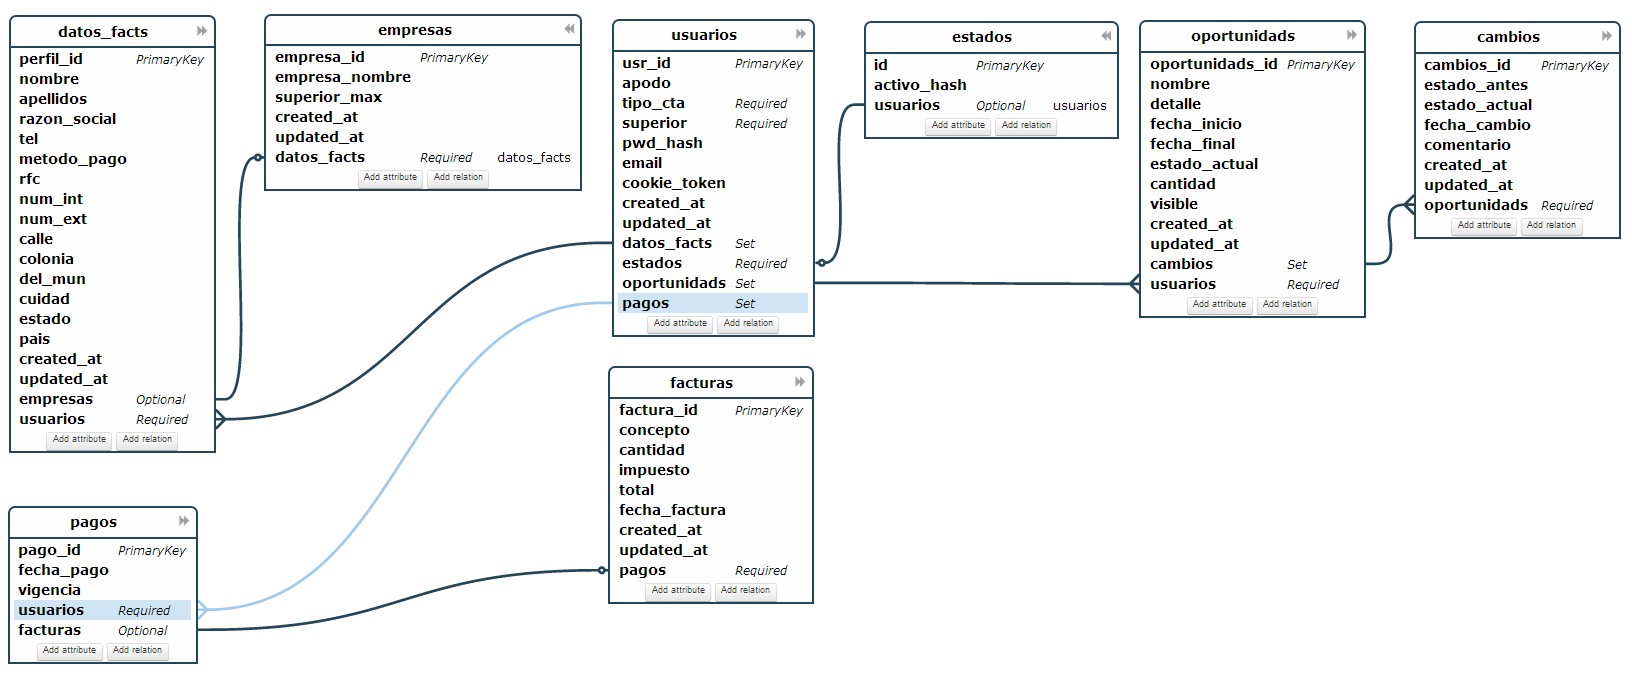 datos_facts
perfil_id PrimaryKey
nombre
apellidos
razon_social
tel
metodo_pago
rfc
num_int
num_ext
calle
colonia
del_mun
cuidad
estado
pais
created_at
updated_at
empresas Optional
usuarios Required
Add attribute Add relation
empresas
empresa_id PrimaryKey
empresa_nombre
superior_max
created_at
updated_at
datos_facts Required datos_facts
Add attribute Add relation
usuarios
usr_id PrimaryKey
apodo
tipo_cta Required
superior Required
pwd_hash
email
cookie_token
created_at
updated_at
datos_facts Set
estados Required
oportunidads Set
pagos Set
Add attribute Add relation
estados
id PrimaryKey
activo_hash
usuarios Optional usuarios
Add attribute Add relation
oportunidads
oportunidads_id PrimaryKey
nombre
detalle
fecha_inicio
fecha_final
estado_actual
cantidad
visible
created_at
updated_at
cambios Set
usuarios Required
Add attribute Add relation
cambios
cambios_id PrimaryKey
estado_antes
estado_actual
fecha_cambio
comentario
created_at
updated_at
oportunidads Required
Add attribute Add relation
pagos
pago_id PrimaryKey
fecha_pago
vigencia
usuarios Required
facturas Optional
Add attribute Add relation
facturas
factura_id PrimaryKey
concepto
cantidad
impuesto
total
fecha_factura
created_at
updated_at
pagos Required
Add attribute Add relation